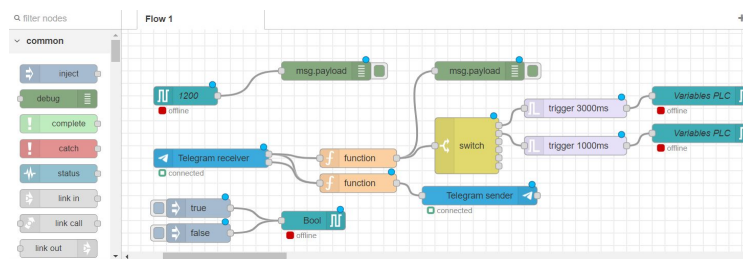 filter nodes
Flow 1
common
inject
debug
complete
catch
status
link in
link call
link out
msg.payload
msg.payload
1200
offline
trigger 3000ms
Variables PLC
offline
switch
trigger 1000ms
Variables PLC
offline
Telegram receiver
connected
function
function
Telegram sender
connected
true
false
Bool
offline